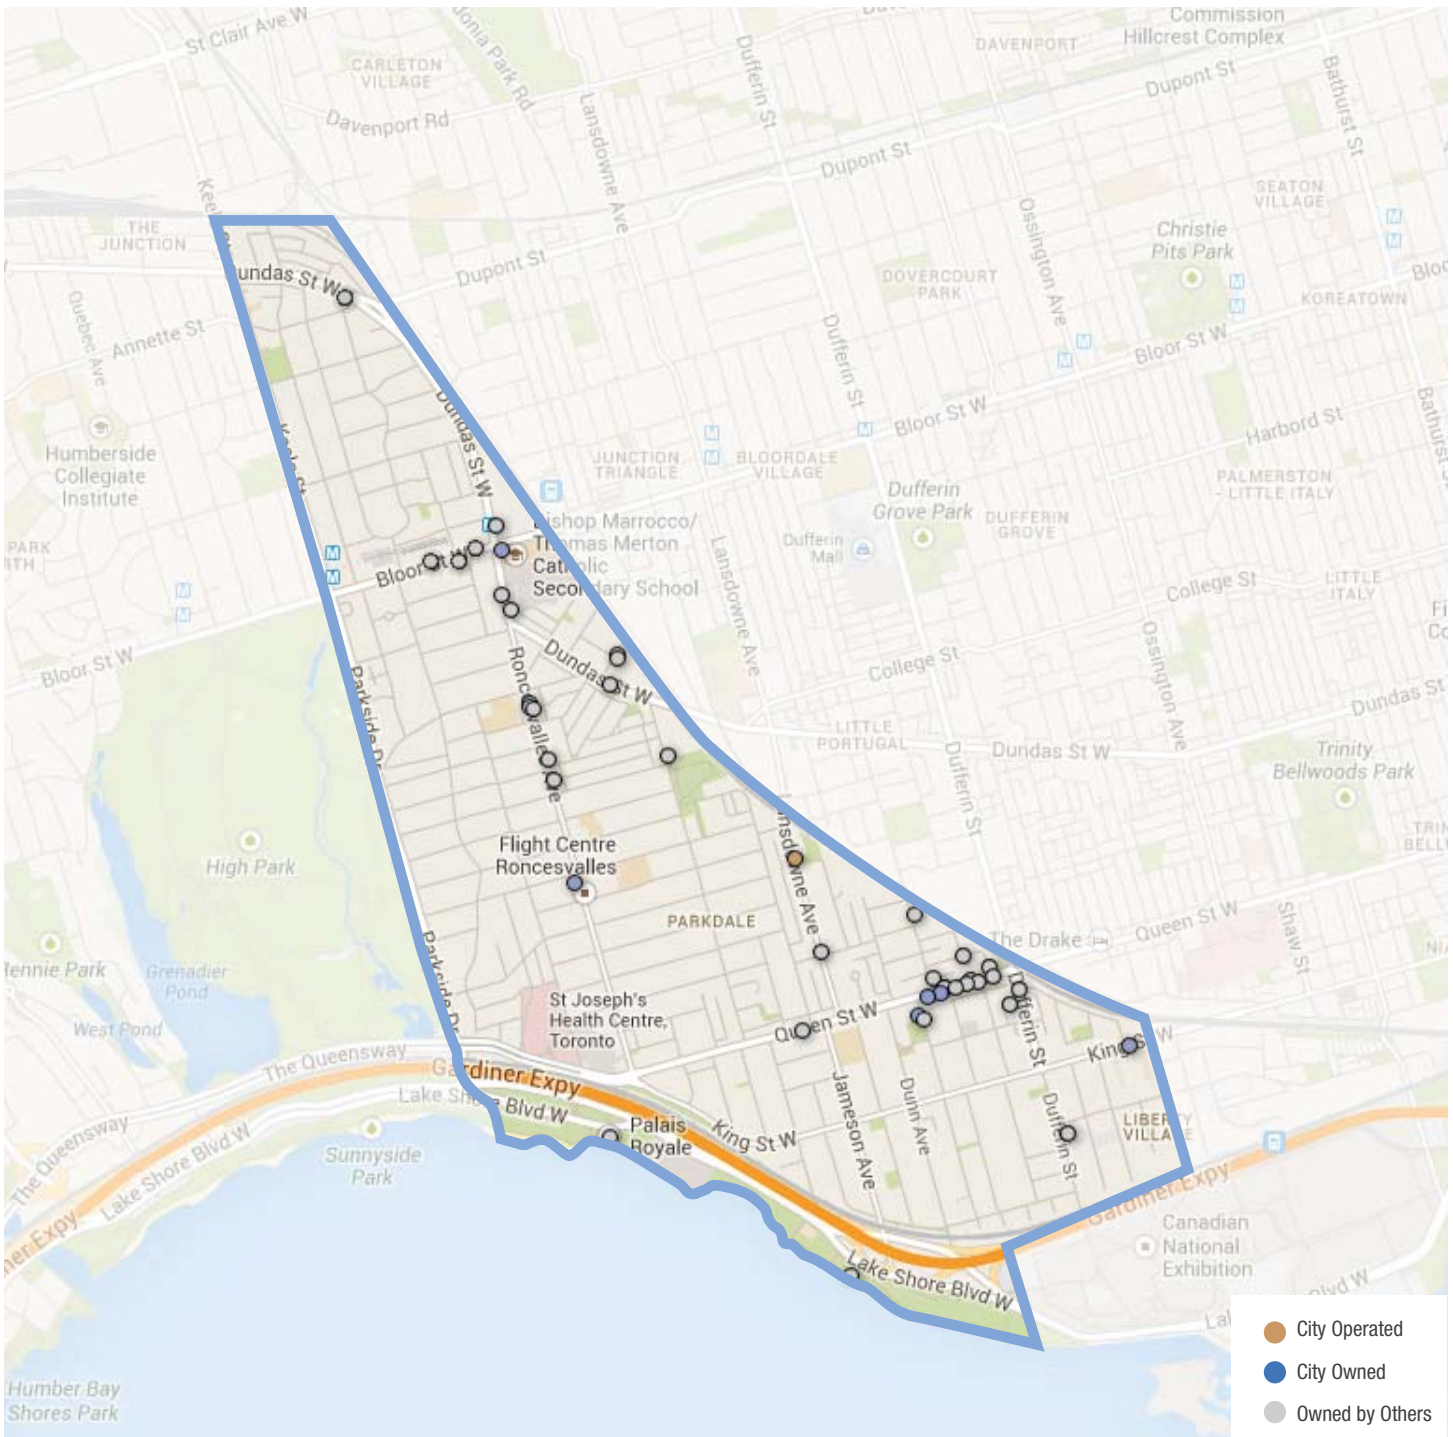 Commission
Hillcrest Complex
St Clair Ave W
DAVENPORT
CARLETON
VILLAGE
Dufferin St
Dupont St
Bathurst St
Davenport Rd
Lansdowne Ave
Dupont St
SEATON
VILLAGE
THE
JUNCTION
Ossington Ave
Christie
Pits Park
Dupont St
DOVERCOURT
PARK
KOREATOWN
Quebec Ave
Annette St
Dufferin St
Bloor St W
Bloor St W
Dundas St W
Harbord St
Humberside
Collegiate
Institute
JUNCTION
TRIANGLE
BLOORDALE
VILLAGE
PALMERSTON
- LITTLE ITALY
Keele St
Dufferin
Grove Park
DUFFERIN
GROVE
Bishop Marrocco/
Thomas Merton
Catholic
Secondary School
Dufferin
Mall
Lansdowne Ave
Bloor St W
College St
LITTLE
ITALY
Bloor St W
Ossington Ave
College St
Dundas St W
Roncesvalles Ave
Parkside Dr
LITTLE
PORTUGAL
Dundas St W
Dundas St
Trinity
Bellwoods Park
Dufferin St
High Park
Flight Centre
Roncesvalles
Lansdowne Ave
PARKDALE
The Drake
Queen St W
Shaw St
Rennie Park
Grenadier
Pond
Parkside Dr
West Pond
St Joseph's
Health Centre,
Toronto
Queen St W
Dufferin St
King St W
The Queensway
Gardiner Expy
Lake Shore Blvd W
Jameson Ave
Dunn Ave
Dufferin St
LIBERTY
VILLAGE
Palais
Royale
King St W
The Queensway
Lake Shore Blvd W
Sunnyside
Park
Gardiner Expy
Canadian
National
Exhibition
Lake Shore Blvd W
Humber Bay
Shores Park
City Operated
City Owned
Owned by Others